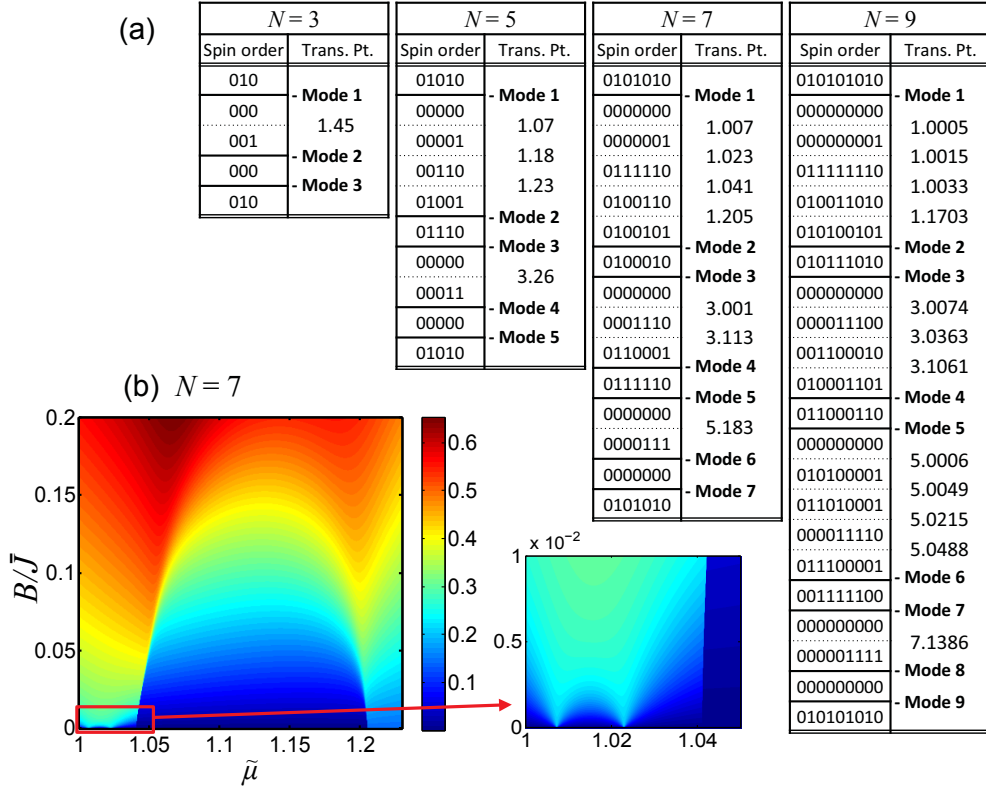 (a)
N = 3
Spin order Trans. Pt.
010
- Mode 1
000
1.45
001
- Mode 2
000
- Mode 3
010
N = 5
Spin order Trans. Pt.
01010
- Mode 1
00000
1.07
00001
1.18
00110
1.23
01001
- Mode 2
01110
- Mode 3
00000
3.26
00011
- Mode 4
00000
- Mode 5
01010
N = 7
Spin order Trans. Pt.
0101010
- Mode 1
0000000
1.007
0000001
1.023
0111110
1.041
0100110
1.205
0100101
- Mode 2
0100010
- Mode 3
0000000
3.001
0001110
3.113
0110001
- Mode 4
0111110
- Mode 5
0000000
5.183
0000111
- Mode 6
0000000
- Mode 7
0101010
N = 9
Spin order Trans. Pt.
010101010
- Mode 1
000000000
1.0005
000000001
1.0015
011111110
1.0033
010011010
1.1703
010100101
- Mode 2
010111010
- Mode 3
000000000
3.0074
000011100
3.0363
001100010
3.1061
010001101
- Mode 4
011000110
- Mode 5
000000000
5.0006
010100001
5.0049
011010001
5.0215
000011110
5.0488
011100001
- Mode 6
001111100
- Mode 7
000000000
7.1386
000001111
- Mode 8
000000000
- Mode 9
010101010
(b) N = 7
B/J̄
0.2
0.15
0.1
0.05
0
1 1.05 1.1 1.15 1.2
μ̃
0.6
0.5
0.4
0.3
0.2
0.1
x 10⁻²
1
0.5
0
1 1.02 1.04